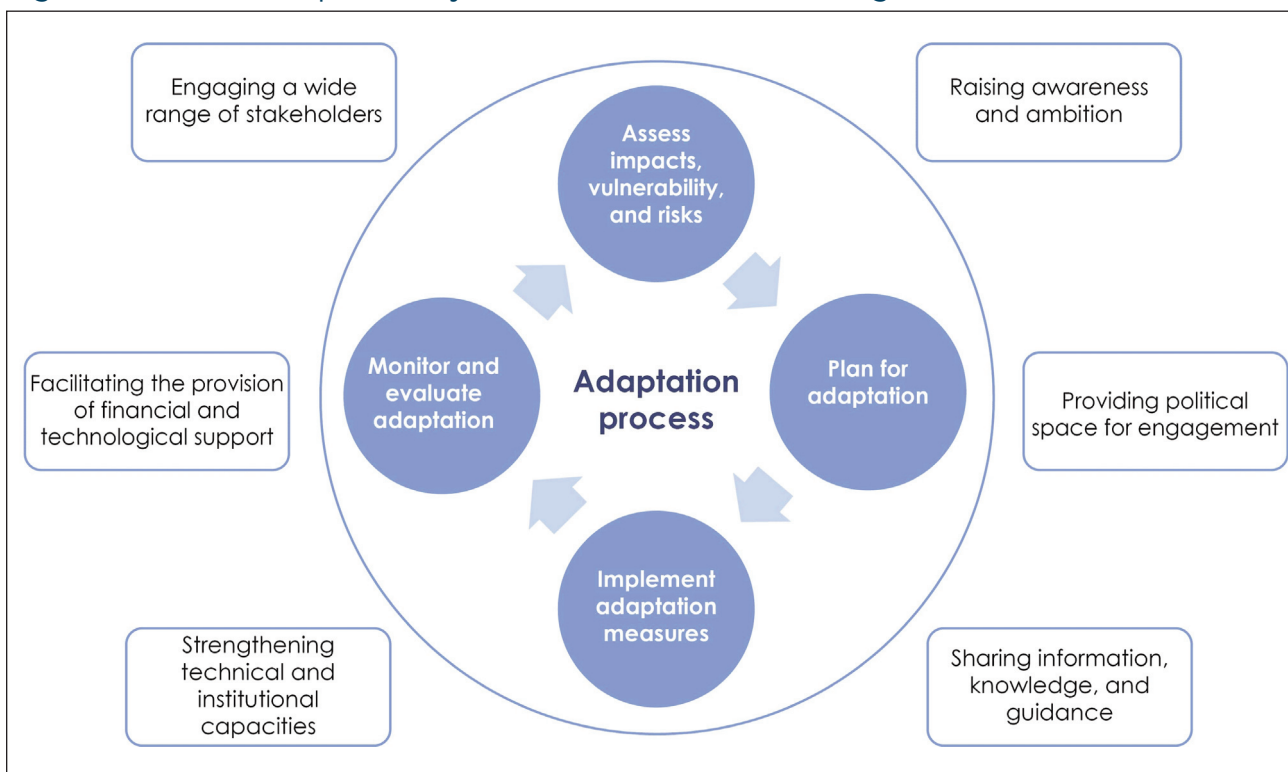 Engaging a wide
range of stakeholders
Raising awareness
and ambition
Assess
impacts,
vulnerability,
and risks
Facilitating the provision
of financial and
technological support
Monitor and
evaluate
adaptation
Adaptation
process
Plan for
adaptation
Providing political
space for engagement
Implement
adaptation
measures
Strengthening
technical and
institutional
capacities
Sharing information,
knowledge, and
guidance